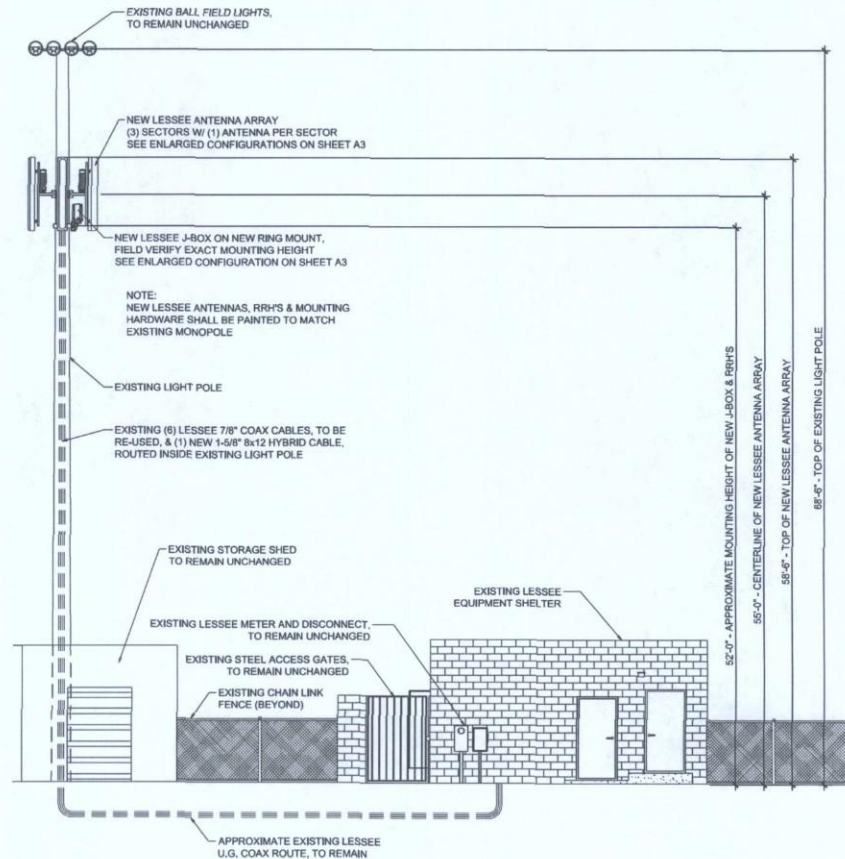 EXISTING BALL FIELD LIGHTS,
TO REMAIN UNCHANGED
NEW LESSEE ANTENNA ARRAY
(3) SECTORS W/ (1) ANTENNA PER SECTOR
SEE ENLARGED CONFIGURATIONS ON SHEET A3
NEW LESSEE J-BOX ON NEW RING MOUNT,
FIELD VERIFY EXACT MOUNTING HEIGHT
SEE ENLARGED CONFIGURATION ON SHEET A3
NOTE:
NEW LESSEE ANTENNAS, RRH'S & MOUNTING
HARDWARE SHALL BE PAINTED TO MATCH
EXISTING MONOPOLE
EXISTING LIGHT POLE
EXISTING (6) LESSEE 7/8" COAX CABLES, TO BE
RE-USED, & (1) NEW 1-5/8" 8x12 HYBRID CABLE,
ROUTED INSIDE EXISTING LIGHT POLE
52'-0" - APPROXIMATE MOUNTING HEIGHT OF NEW J-BOX & RRH'S
55'-0" - CENTERLINE OF NEW LESSEE ANTENNA ARRAY
58'-6" - TOP OF NEW LESSEE ANTENNA ARRAY
68'-6" - TOP OF EXISTING LIGHT POLE
EXISTING STORAGE SHED
TO REMAIN UNCHANGED
EXISTING LESSEE
EQUIPMENT SHELTER
EXISTING LESSEE METER AND DISCONNECT,
TO REMAIN UNCHANGED
EXISTING STEEL ACCESS GATES,
TO REMAIN UNCHANGED
EXISTING CHAIN LINK
FENCE (BEYOND)
APPROXIMATE EXISTING LESSEE
U.G. COAX ROUTE, TO REMAIN